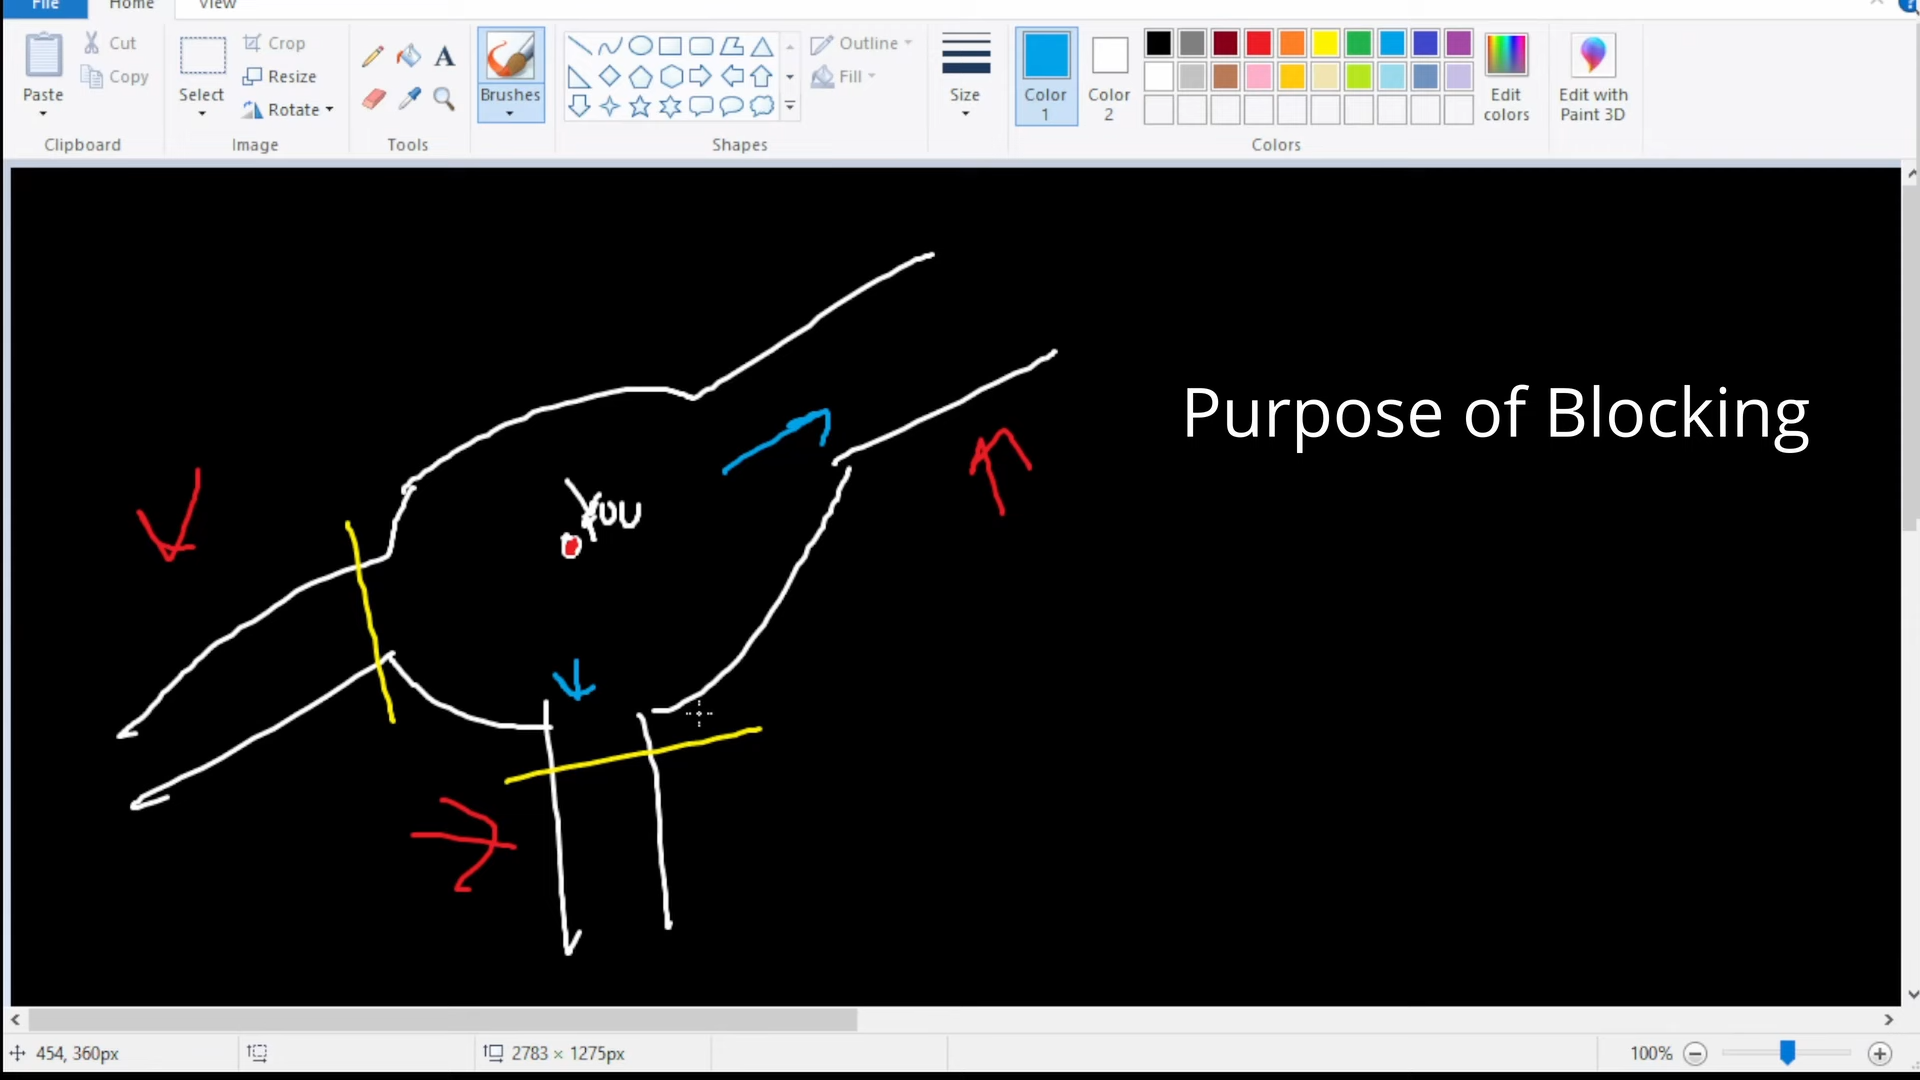 File Home View
Paste
Cut
Copy
Clipboard
Select
Crop
Resize
Rotate
Image
A
Tools
Brushes
Outline
Fill
Shapes
Size
Color 1
Color 2
Edit colors
Colors
Edit with Paint 3D
YOU
Purpose of Blocking
454, 360px
2783 × 1275px
100%